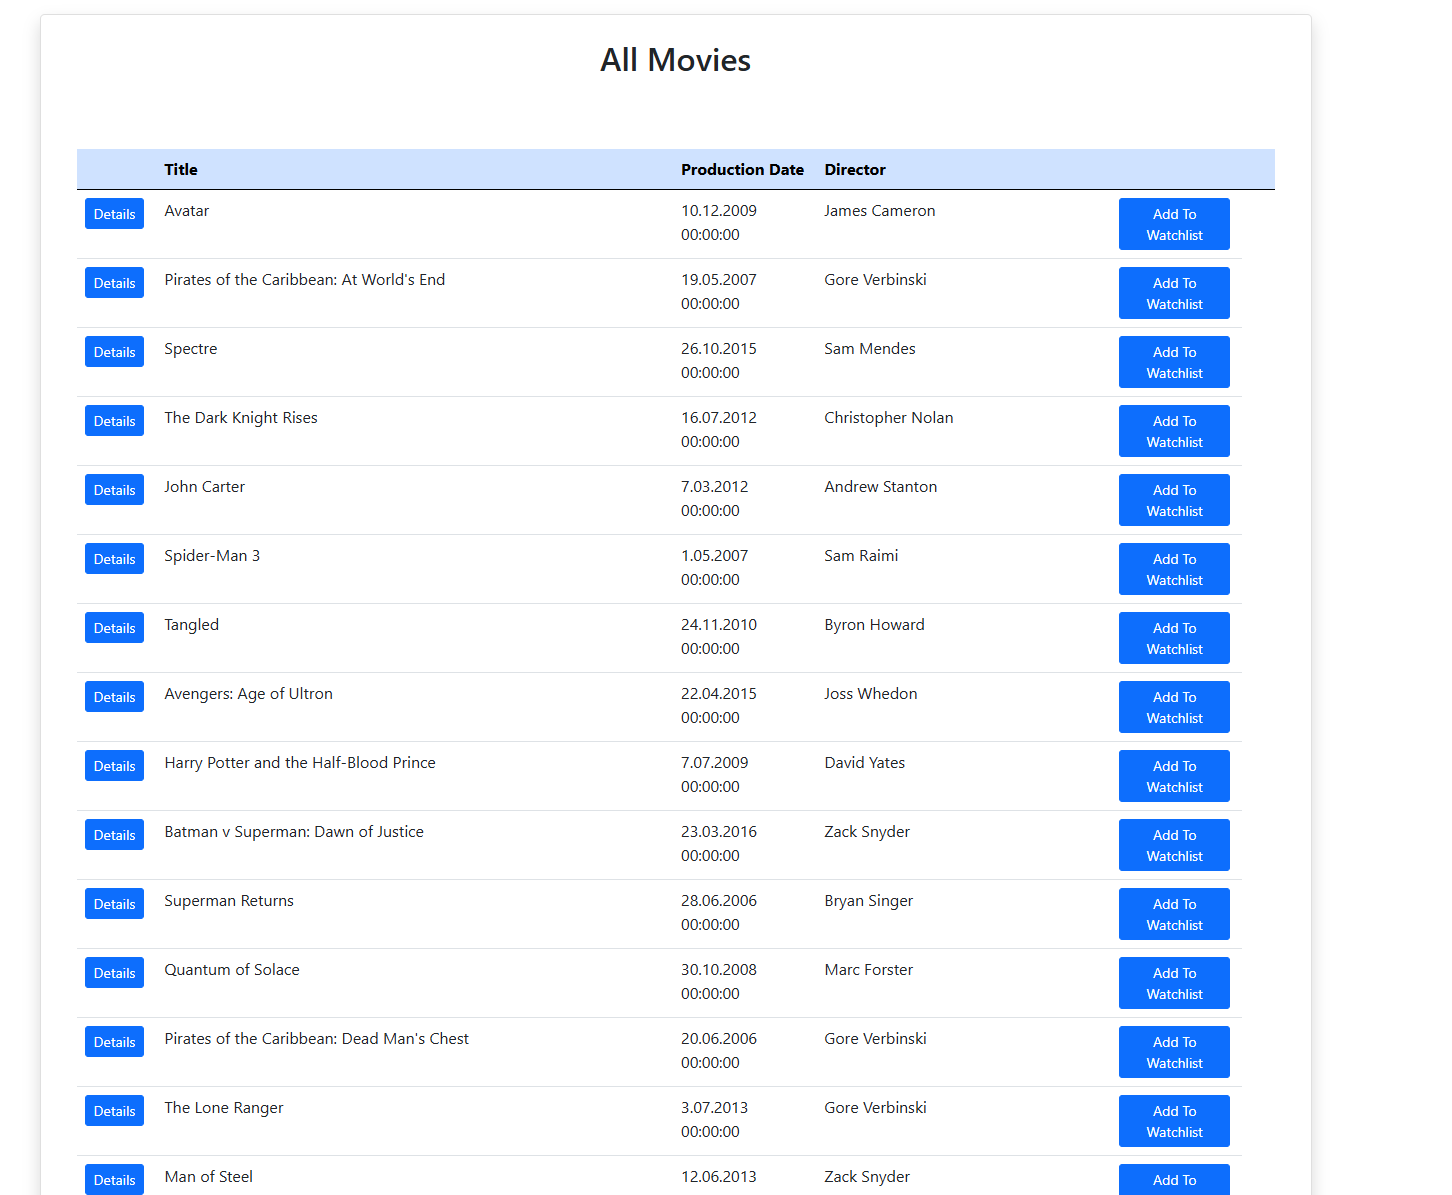 All Movies
Title Production Date Director
Details Avatar 10.12.2009 James Cameron Add To
00:00:00 Watchlist
Details Pirates of the Caribbean: At World's End 19.05.2007 Gore Verbinski Add To
00:00:00 Watchlist
Details Spectre 26.10.2015 Sam Mendes Add To
00:00:00 Watchlist
Details The Dark Knight Rises 16.07.2012 Christopher Nolan Add To
00:00:00 Watchlist
Details John Carter 7.03.2012 Andrew Stanton Add To
00:00:00 Watchlist
Details Spider-Man 3 1.05.2007 Sam Raimi Add To
00:00:00 Watchlist
Details Tangled 24.11.2010 Byron Howard Add To
00:00:00 Watchlist
Details Avengers: Age of Ultron 22.04.2015 Joss Whedon Add To
00:00:00 Watchlist
Details Harry Potter and the Half-Blood Prince 7.07.2009 David Yates Add To
00:00:00 Watchlist
Details Batman v Superman: Dawn of Justice 23.03.2016 Zack Snyder Add To
00:00:00 Watchlist
Details Superman Returns 28.06.2006 Bryan Singer Add To
00:00:00 Watchlist
Details Quantum of Solace 30.10.2008 Marc Forster Add To
00:00:00 Watchlist
Details Pirates of the Caribbean: Dead Man's Chest 20.06.2006 Gore Verbinski Add To
00:00:00 Watchlist
Details The Lone Ranger 3.07.2013 Gore Verbinski Add To
00:00:00 Watchlist
Details Man of Steel 12.06.2013 Zack Snyder Add To